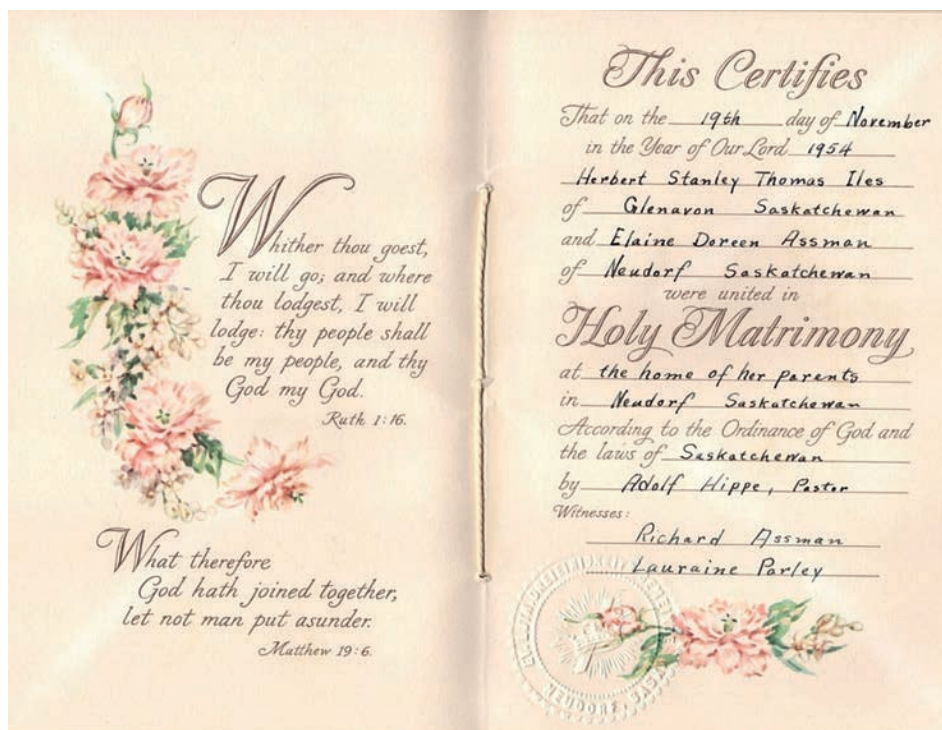 Whither thou goest,
I will go; and where
thou lodgest, I will
lodge: thy people shall
be my people, and thy
God my God.
Ruth 1:16.
What therefore
God hath joined together,
let not man put asunder.
Matthew 19:6.
This Certifies
That on the 19th day of November
in the Year of Our Lord 1954
Herbert Stanley Thomas Iles
of Glenavon Saskatchewan
and Elaine Doreen Assman
of Neudorf Saskatchewan
were united in
Holy Matrimony
at the home of her parents
in Neudorf Saskatchewan
According to the Ordinance of God and
the laws of Saskatchewan
by Adolf Hippe, Pastor
Witnesses:
Richard Assman
Lauraine Parley
NEUDORF, SASK